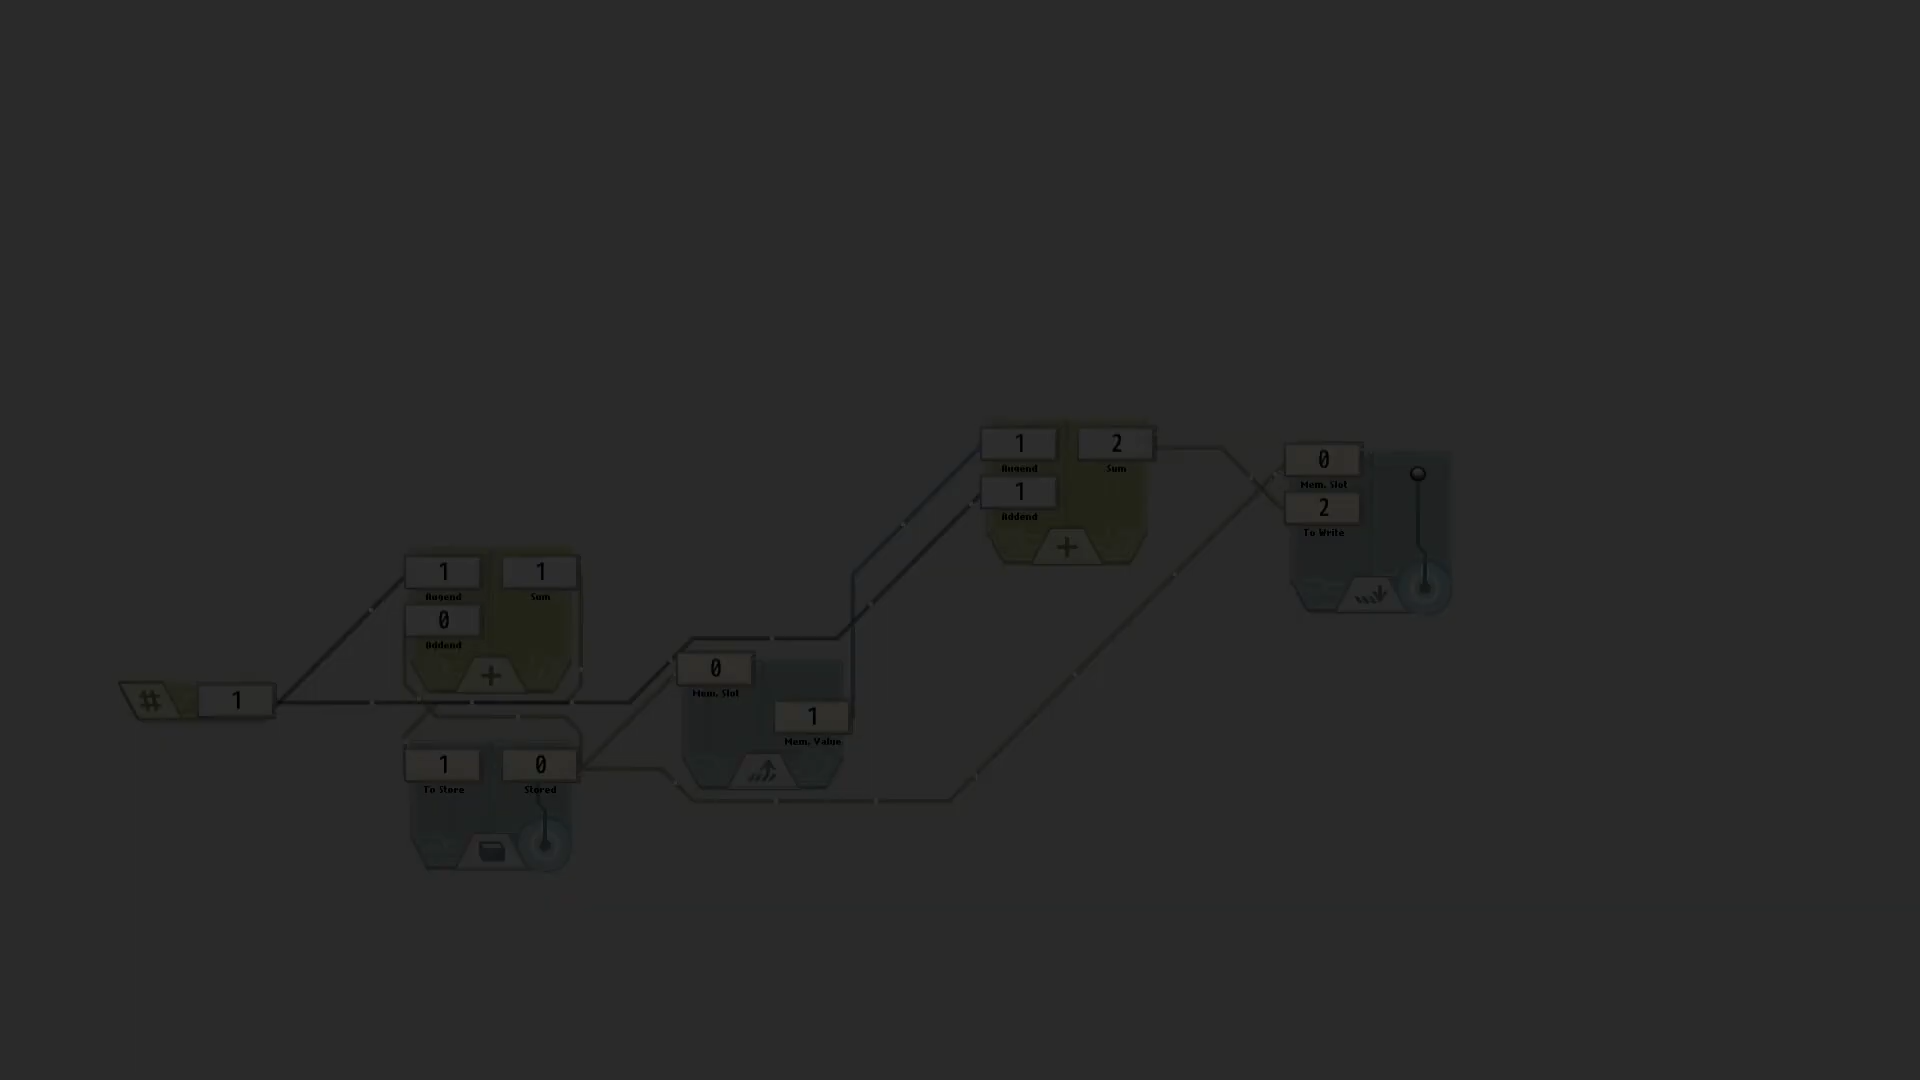 1 2
Augend Sum
1
Addend
0
Mem. Slot
2
To Write
1 1
Augend Sum
0
Addend
# 1
0
Mem. Slot
1
Mem. Value
1 0
To Store Stored